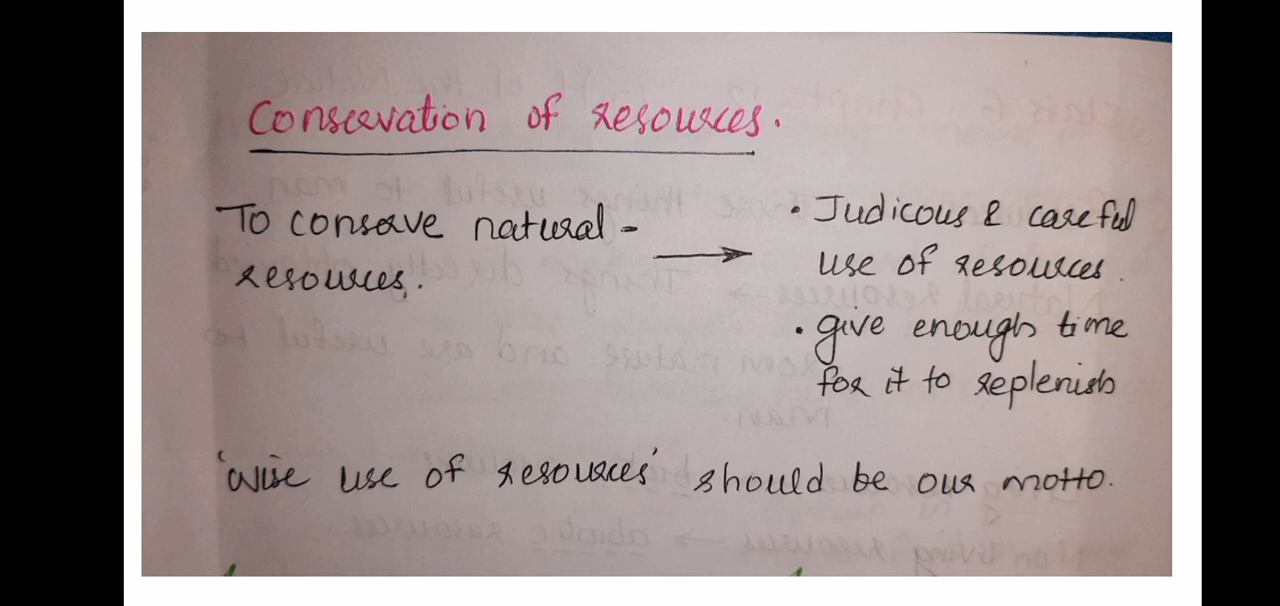 Conservation of resources.
To conserve natural -
resources.
• Judicous & careful
use of resources.
• give enough time
for it to replenish
'Wise use of resources' should be our motto.